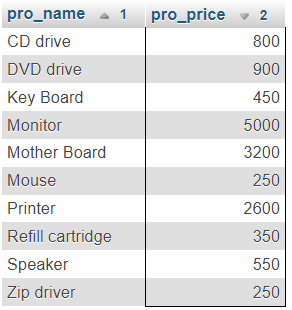 pro_name 1 pro_price 2
CD drive 800
DVD drive 900
Key Board 450
Monitor 5000
Mother Board 3200
Mouse 250
Printer 2600
Refill cartridge 350
Speaker 550
Zip driver 250